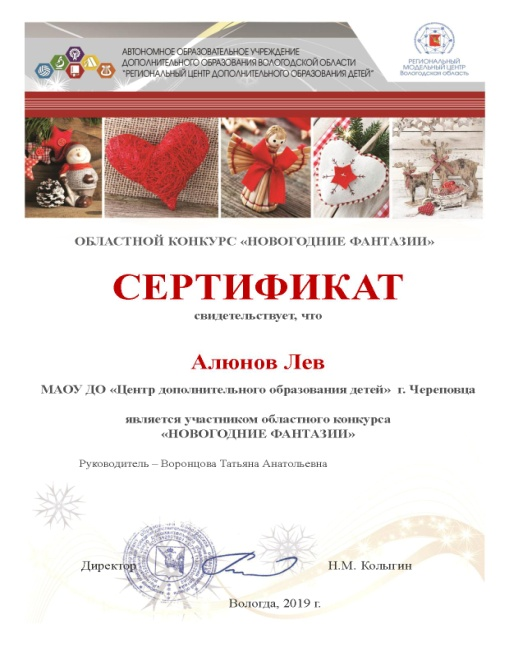 АВТОНОМНОЕ ОБРАЗОВАТЕЛЬНОЕ УЧРЕЖДЕНИЕ
ДОПОЛНИТЕЛЬНОГО ОБРАЗОВАНИЯ ВОЛОГОДСКОЙ ОБЛАСТИ
"РЕГИОНАЛЬНЫЙ ЦЕНТР ДОПОЛНИТЕЛЬНОГО ОБРАЗОВАНИЯ ДЕТЕЙ"
РЕГИОНАЛЬНЫЙ
МОДЕЛЬНЫЙ ЦЕНТР
Вологодская область
ОБЛАСТНОЙ КОНКУРС «НОВОГОДНИЕ ФАНТАЗИИ»
СЕРТИФИКАТ
свидетельствует, что
Алюнов Лев
МАОУ ДО «Центр дополнительного образования детей» г. Череповца
является участником областного конкурса
«НОВОГОДНИЕ ФАНТАЗИИ»
Руководитель – Воронцова Татьяна Анатольевна
Директор
Н.М. Колыгин
Вологда, 2019 г.